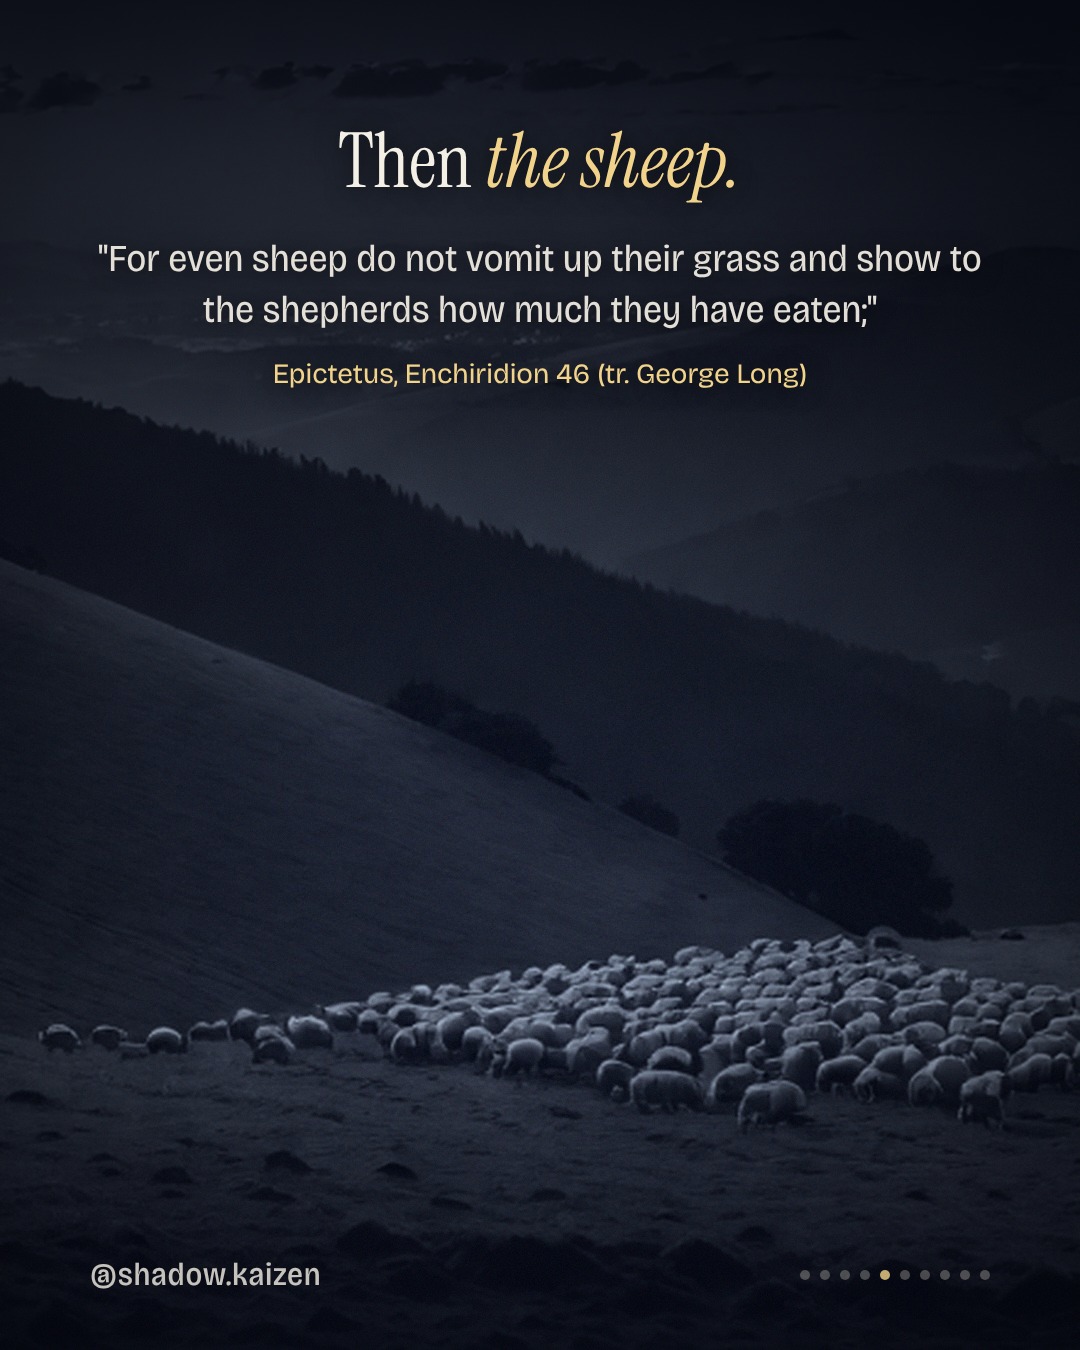 Then the sheep.
"For even sheep do not vomit up their grass and show to
the shepherds how much they have eaten;"
Epictetus, Enchiridion 46 (tr. George Long)
@shadow.kaizen